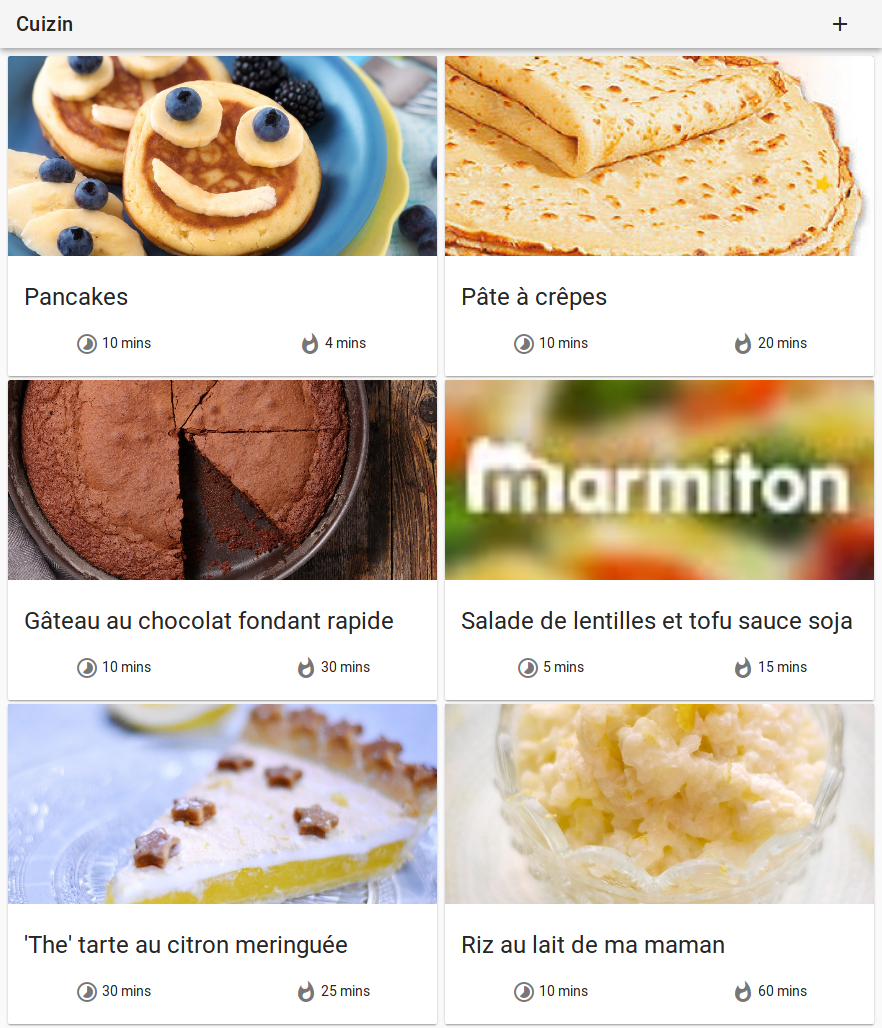 Cuizin
Pancakes
10 mins 4 mins
Pâte à crêpes
10 mins 20 mins
Gâteau au chocolat fondant rapide
10 mins 30 mins
marmiton
Salade de lentilles et tofu sauce soja
5 mins 15 mins
'The' tarte au citron meringuée
30 mins 25 mins
Riz au lait de ma maman
10 mins 60 mins